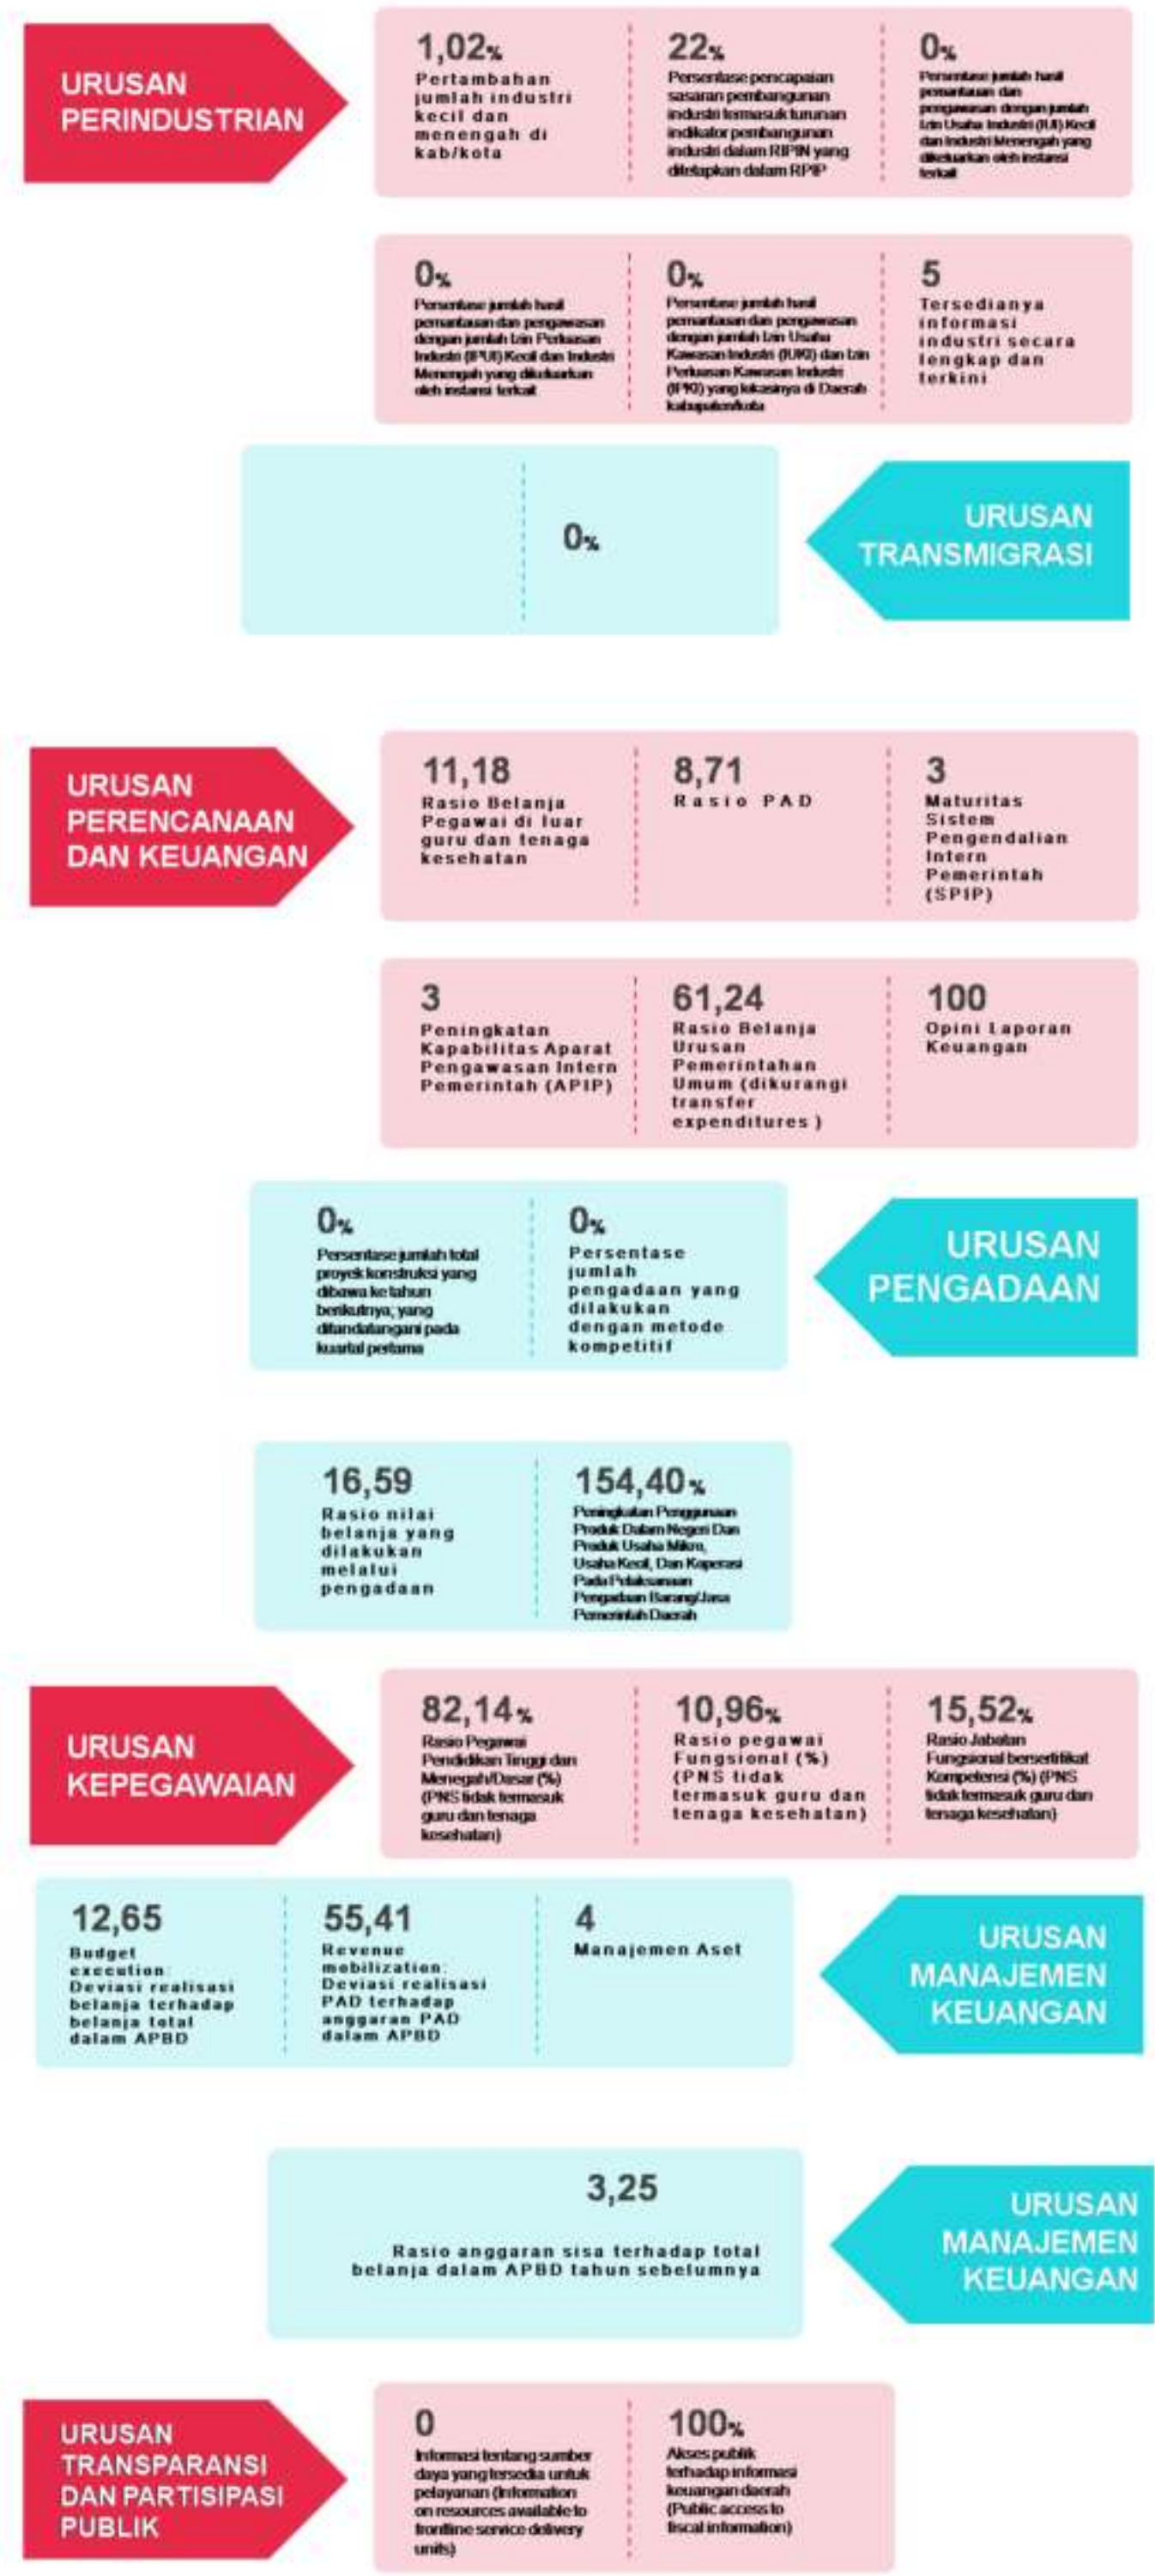 URUSAN
PERINDUSTRIAN
1,02%
Pertambahan
jumlah industri
kecil dan
menengah di
kab/kota
22%
Persentase pencapaian
sasaran pembangunan
industri termasuk turunan
indikator pembangunan
industri dalam RIPIN yang
ditetapkan dalam RPIP
0%
Persentase jumlah hasil
pemantauan dan
pengawasan dengan jumlah
Izin Usaha Industri (IUI) Kecil
dan Industri Menengah yang
dikeluarkan oleh instansi
terkait
0%
Persentase jumlah hasil
pemantauan dan pengawasan
dengan jumlah Izin Perluasan
Industri (IPUI) Kecil dan Industri
Menengah yang dikeluarkan
oleh instansi terkait
0%
Persentase jumlah hasil
pemantauan dan pengawasan
dengan jumlah Izin Usaha
Kawasan Industri (IUKI) dan Izin
Perluasan Kawasan Industri
(IPKI) yang lokasinya di Daerah
kabupaten/kota
5
Tersedianya
informasi
industri secara
lengkap dan
terkini
0%
URUSAN
TRANSMIGRASI
URUSAN
PERENCANAAN
DAN KEUANGAN
11,18
Rasio Belanja
Pegawai di luar
guru dan tenaga
kesehatan
8,71
Rasio PAD
3
Maturitas
Sistem
Pengendalian
Intern
Pemerintah
(SPIP)
3
Peningkatan
Kapabilitas Aparat
Pengawasan Intern
Pemerintah (APIP)
61,24
Rasio Belanja
Urusan
Pemerintahan
Umum (dikurangi
transfer
expenditures )
100
Opini Laporan
Keuangan
0%
Persentase jumlah total
proyek konstruksi yang
dibawa ke tahun
berikutnya, yang
ditandatangani pada
kuartal pertama
0%
Persentase
jumlah
pengadaan yang
dilakukan
dengan metode
kompetitif
URUSAN
PENGADAAN
16,59
Rasio nilai
belanja yang
dilakukan
melalui
pengadaan
154,40%
Peningkatan Penggunaan
Produk Dalam Negeri Dan
Produk Usaha Mikro,
Usaha Kecil, Dan Koperasi
Pada Pelaksanaan
Pengadaan Barang/Jasa
Pemerintah Daerah
URUSAN
KEPEGAWAIAN
82,14%
Rasio Pegawai
Pendidikan Tinggi dan
Menegah/Dasar (%)
(PNS tidak termasuk
guru dan tenaga
kesehatan)
10,96%
Rasio pegawai
Fungsional (%)
(PNS tidak
termasuk guru dan
tenaga kesehatan)
15,52%
Rasio Jabatan
Fungsional bersertifikat
Kompetensi (%) (PNS
tidak termasuk guru dan
tenaga kesehatan)
12,65
Budget
execution:
Deviasi realisasi
belanja terhadap
belanja total
dalam APBD
55,41
Revenue
mobilization:
Deviasi realisasi
PAD terhadap
anggaran PAD
dalam APBD
4
Manajemen Aset
URUSAN
MANAJEMEN
KEUANGAN
3,25
Rasio anggaran sisa terhadap total
belanja dalam APBD tahun sebelumnya
URUSAN
MANAJEMEN
KEUANGAN
URUSAN
TRANSPARANSI
DAN PARTISIPASI
PUBLIK
0
Informasi tentang sumber
daya yang tersedia untuk
pelayanan (Information
on resources available to
frontline service delivery
units)
100%
Akses publik
terhadap informasi
keuangan daerah
(Public access to
fiscal information)